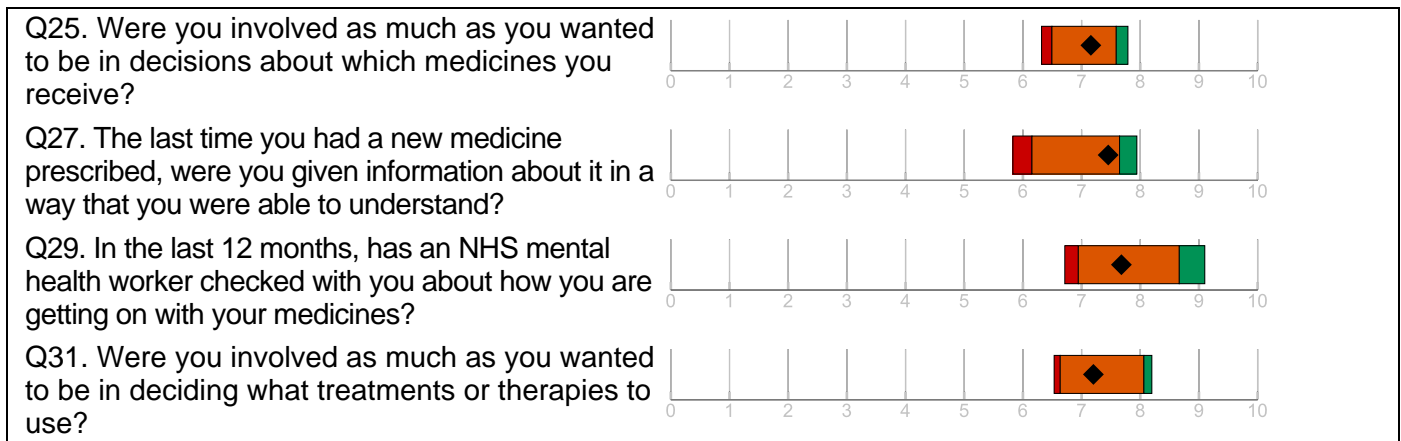 Q25. Were you involved as much as you wanted
to be in decisions about which medicines you
receive?
0 1 2 3 4 5 6 7 8 9 10
Q27. The last time you had a new medicine
prescribed, were you given information about it in a
way that you were able to understand?
0 1 2 3 4 5 6 7 8 9 10
Q29. In the last 12 months, has an NHS mental
health worker checked with you about how you are
getting on with your medicines?
0 1 2 3 4 5 6 7 8 9 10
Q31. Were you involved as much as you wanted
to be in deciding what treatments or therapies to
use?
0 1 2 3 4 5 6 7 8 9 10